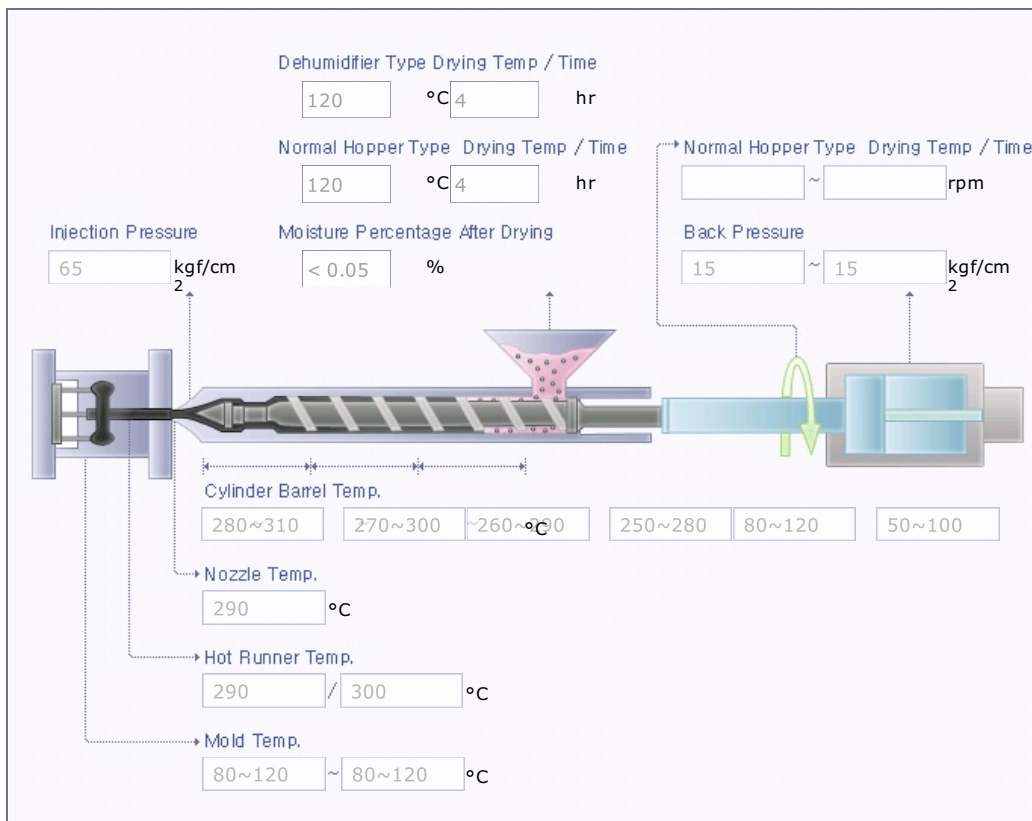 Dehumidifier Type Drying Temp / Time
120 °C 4 hr
Normal Hopper Type Drying Temp / Time
120 °C 4 hr
Normal Hopper Type Drying Temp / Time
~ rpm
Injection Pressure
65 kgf/cm
2
Moisture Percentage After Drying
< 0.05 %
Back Pressure
15 ~ 15 kgf/cm
2
Cylinder Barrel Temp.
280~310 270~300 ~ 260~290 °C 250~280 80~120 50~100
Nozzle Temp.
290 °C
Hot Runner Temp.
290 / 300 °C
Mold Temp.
80~120 ~ 80~120 °C